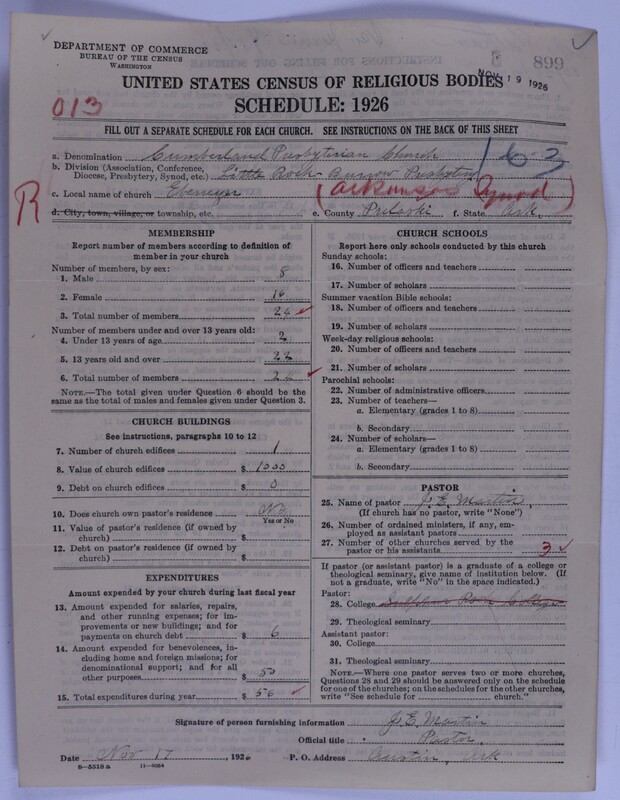 DEPARTMENT OF COMMERCE
BUREAU OF THE CENSUS
WASHINGTON
899
NOV 19 1926
UNITED STATES CENSUS OF RELIGIOUS BODIES
013
SCHEDULE: 1926
FILL OUT A SEPARATE SCHEDULE FOR EACH CHURCH. SEE INSTRUCTIONS ON THE BACK OF THIS SHEET
a. Denomination Cumberland Presbyterian Church
b. Division (Association, Conference, Diocese, Presbytery, Synod, etc.) Little Rock Burrow Presbytery
R
c. Local name of church Ebenezer (Arkansas Synod)
d. City, town, village, or township, etc. e. County Pulaski f. State Ark.
MEMBERSHIP
Report number of members according to definition of
member in your church
Number of members, by sex:
1. Male 8
2. Female 16
3. Total number of members 24
Number of members under and over 13 years old:
4. Under 13 years of age 2
5. 13 years old and over 22
6. Total number of members 24
NOTE.—The total given under Question 6 should be
same as the total of males and females given under Question 3.
CHURCH BUILDINGS
See instructions, paragraphs 10 to 12
7. Number of church edifices 1
8. Value of church edifices $ 1000
9. Debt on church edifices $ 0
10. Does church own pastor's residence No
Yes or No
11. Value of pastor's residence (if owned by
church) $
12. Debt on pastor's residence (if owned by
church) $
EXPENDITURES
Amount expended by your church during last fiscal year
13. Amount expended for salaries, repairs,
and other running expenses; for im-
provements or new buildings; and for
payments on church debt $ 6
14. Amount expended for benevolences, in-
cluding home and foreign missions; for
denominational support; and for all
other purposes $ 50
15. Total expenditures during year $ 56
CHURCH SCHOOLS
Report here only schools conducted by this church
Sunday schools:
16. Number of officers and teachers
17. Number of scholars
Summer vacation Bible schools:
18. Number of officers and teachers
19. Number of scholars
Week-day religious schools:
20. Number of officers and teachers
21. Number of scholars
Parochial schools:
22. Number of administrative officers
23. Number of teachers—
a. Elementary (grades 1 to 8)
b. Secondary
24. Number of scholars—
a. Elementary (grades 1 to 8)
b. Secondary
PASTOR
25. Name of pastor J. E. Martin
(If church has no pastor, write "None")
26. Number of ordained ministers, if any, em-
ployed as assistant pastors
27. Number of other churches served by the
pastor or his assistants 3
If pastor (or assistant pastor) is a graduate of a college or
theological seminary, give name of institution below. (If
not a graduate, write "No" in the space indicated.)
Pastor:
28. College Sulphur Rock College
29. Theological seminary
Assistant pastor:
30. College
31. Theological seminary
NOTE.—Where one pastor serves two or more churches,
Questions 28 and 29 should be answered only on the schedule
for one of the churches; on the schedules for the other churches,
write "See schedule for church."
Signature of person furnishing information J. E. Martin
Official title Pastor
Date Nov 17, 1926 P. O. Address Austin, Ark
8-5318a 11-9054